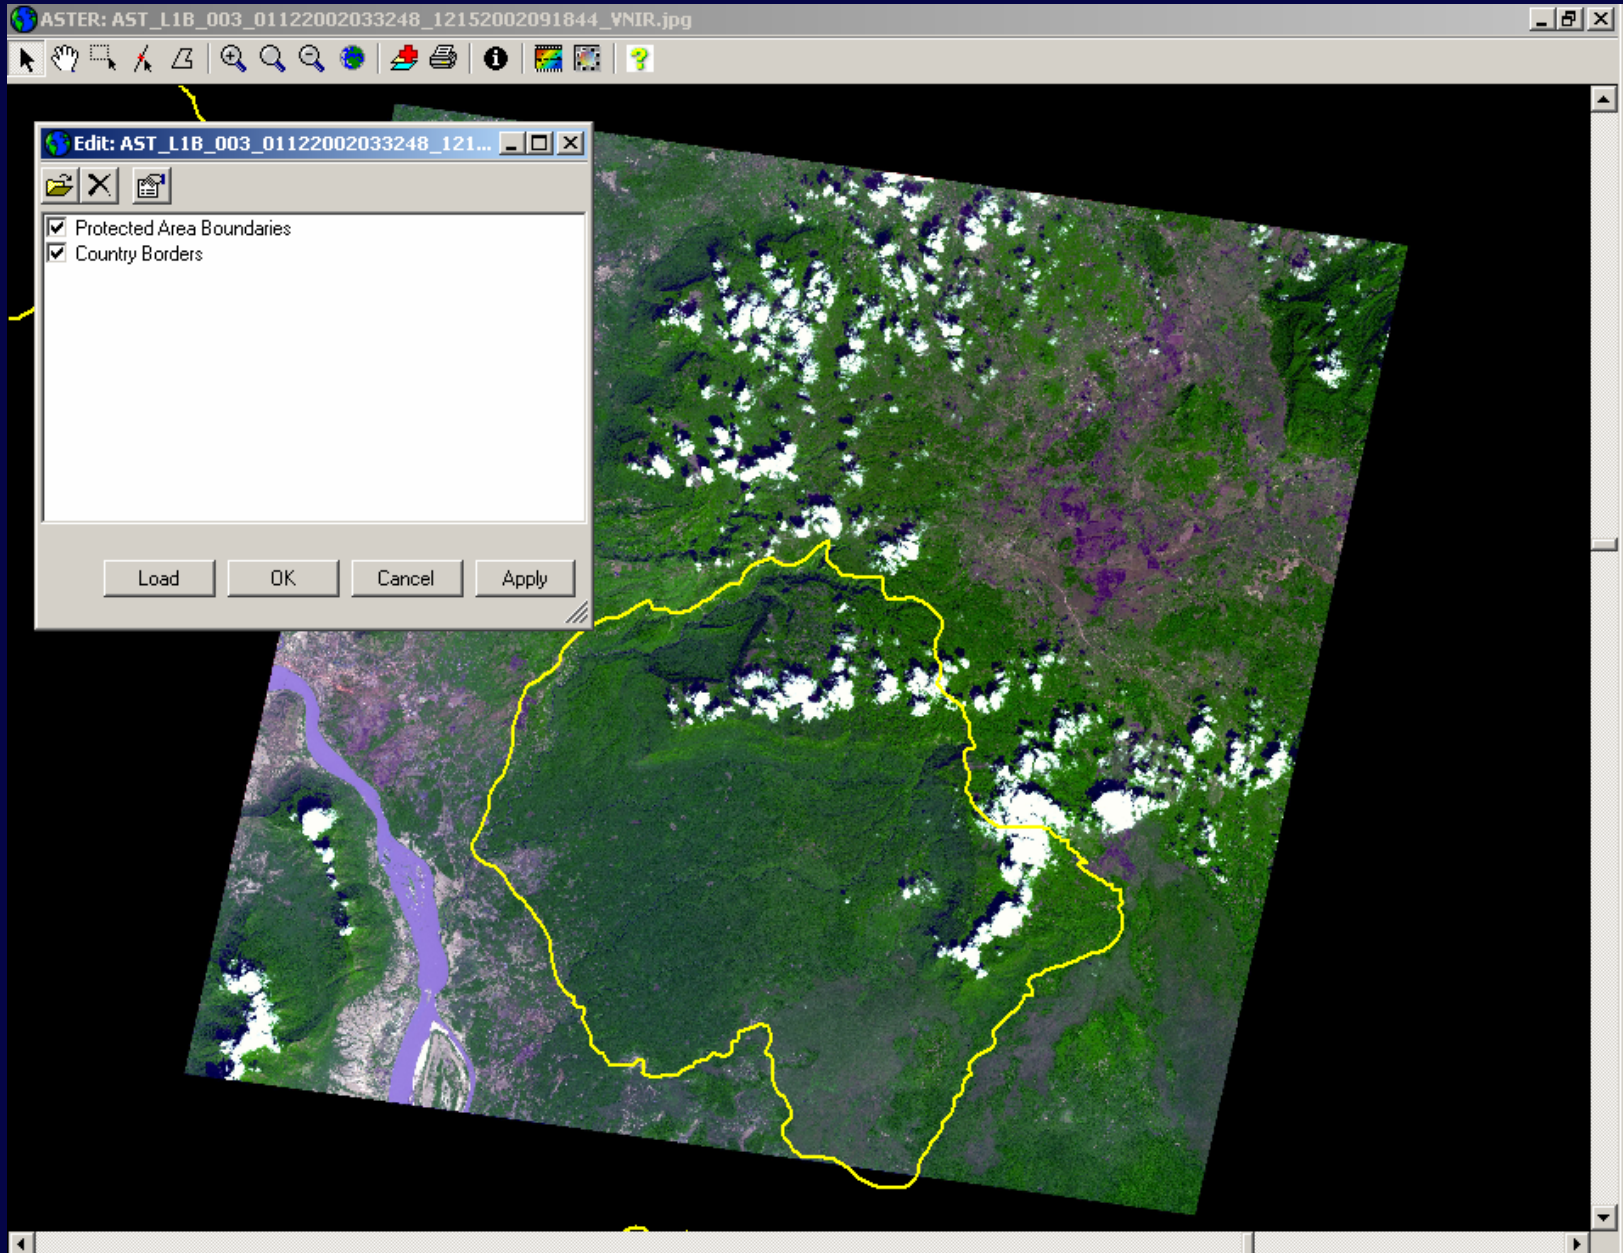 ASTER: AST_L1B_003_01122002033248_12152002091844_VNIR.jpg
Edit: AST_L1B_003_01122002033248_121...
Protected Area Boundaries
Country Borders
Load OK Cancel Apply